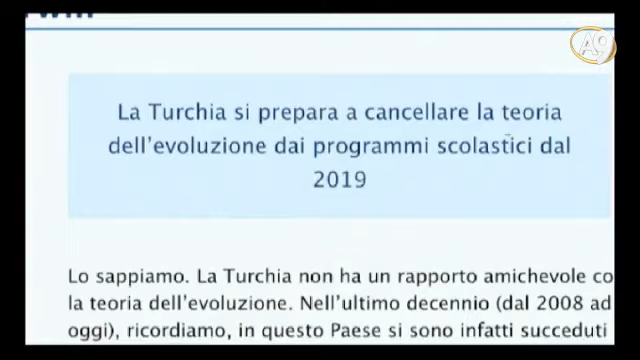 A9
La Turchia si prepara a cancellare la teoria
dell'evoluzione dai programmi scolastici dal
2019
Lo sappiamo. La Turchia non ha un rapporto amichevole co
la teoria dell'evoluzione. Nell'ultimo decennio (dal 2008 ad
oggi), ricordiamo, in questo Paese si sono infatti succeduti